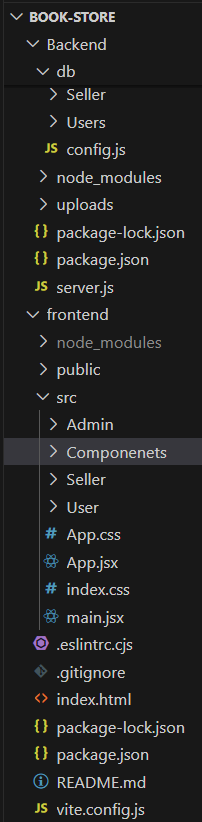 BOOK-STORE
Backend
db
Seller
Users
config.js
node_modules
uploads
{} package-lock.json
{} package.json
JS server.js
frontend
node_modules
public
src
Admin
Componenets
Seller
User
# App.css
App.jsx
# index.css
main.jsx
.eslintrc.cjs
.gitignore
<> index.html
{} package-lock.json
{} package.json
README.md
JS vite.config.js